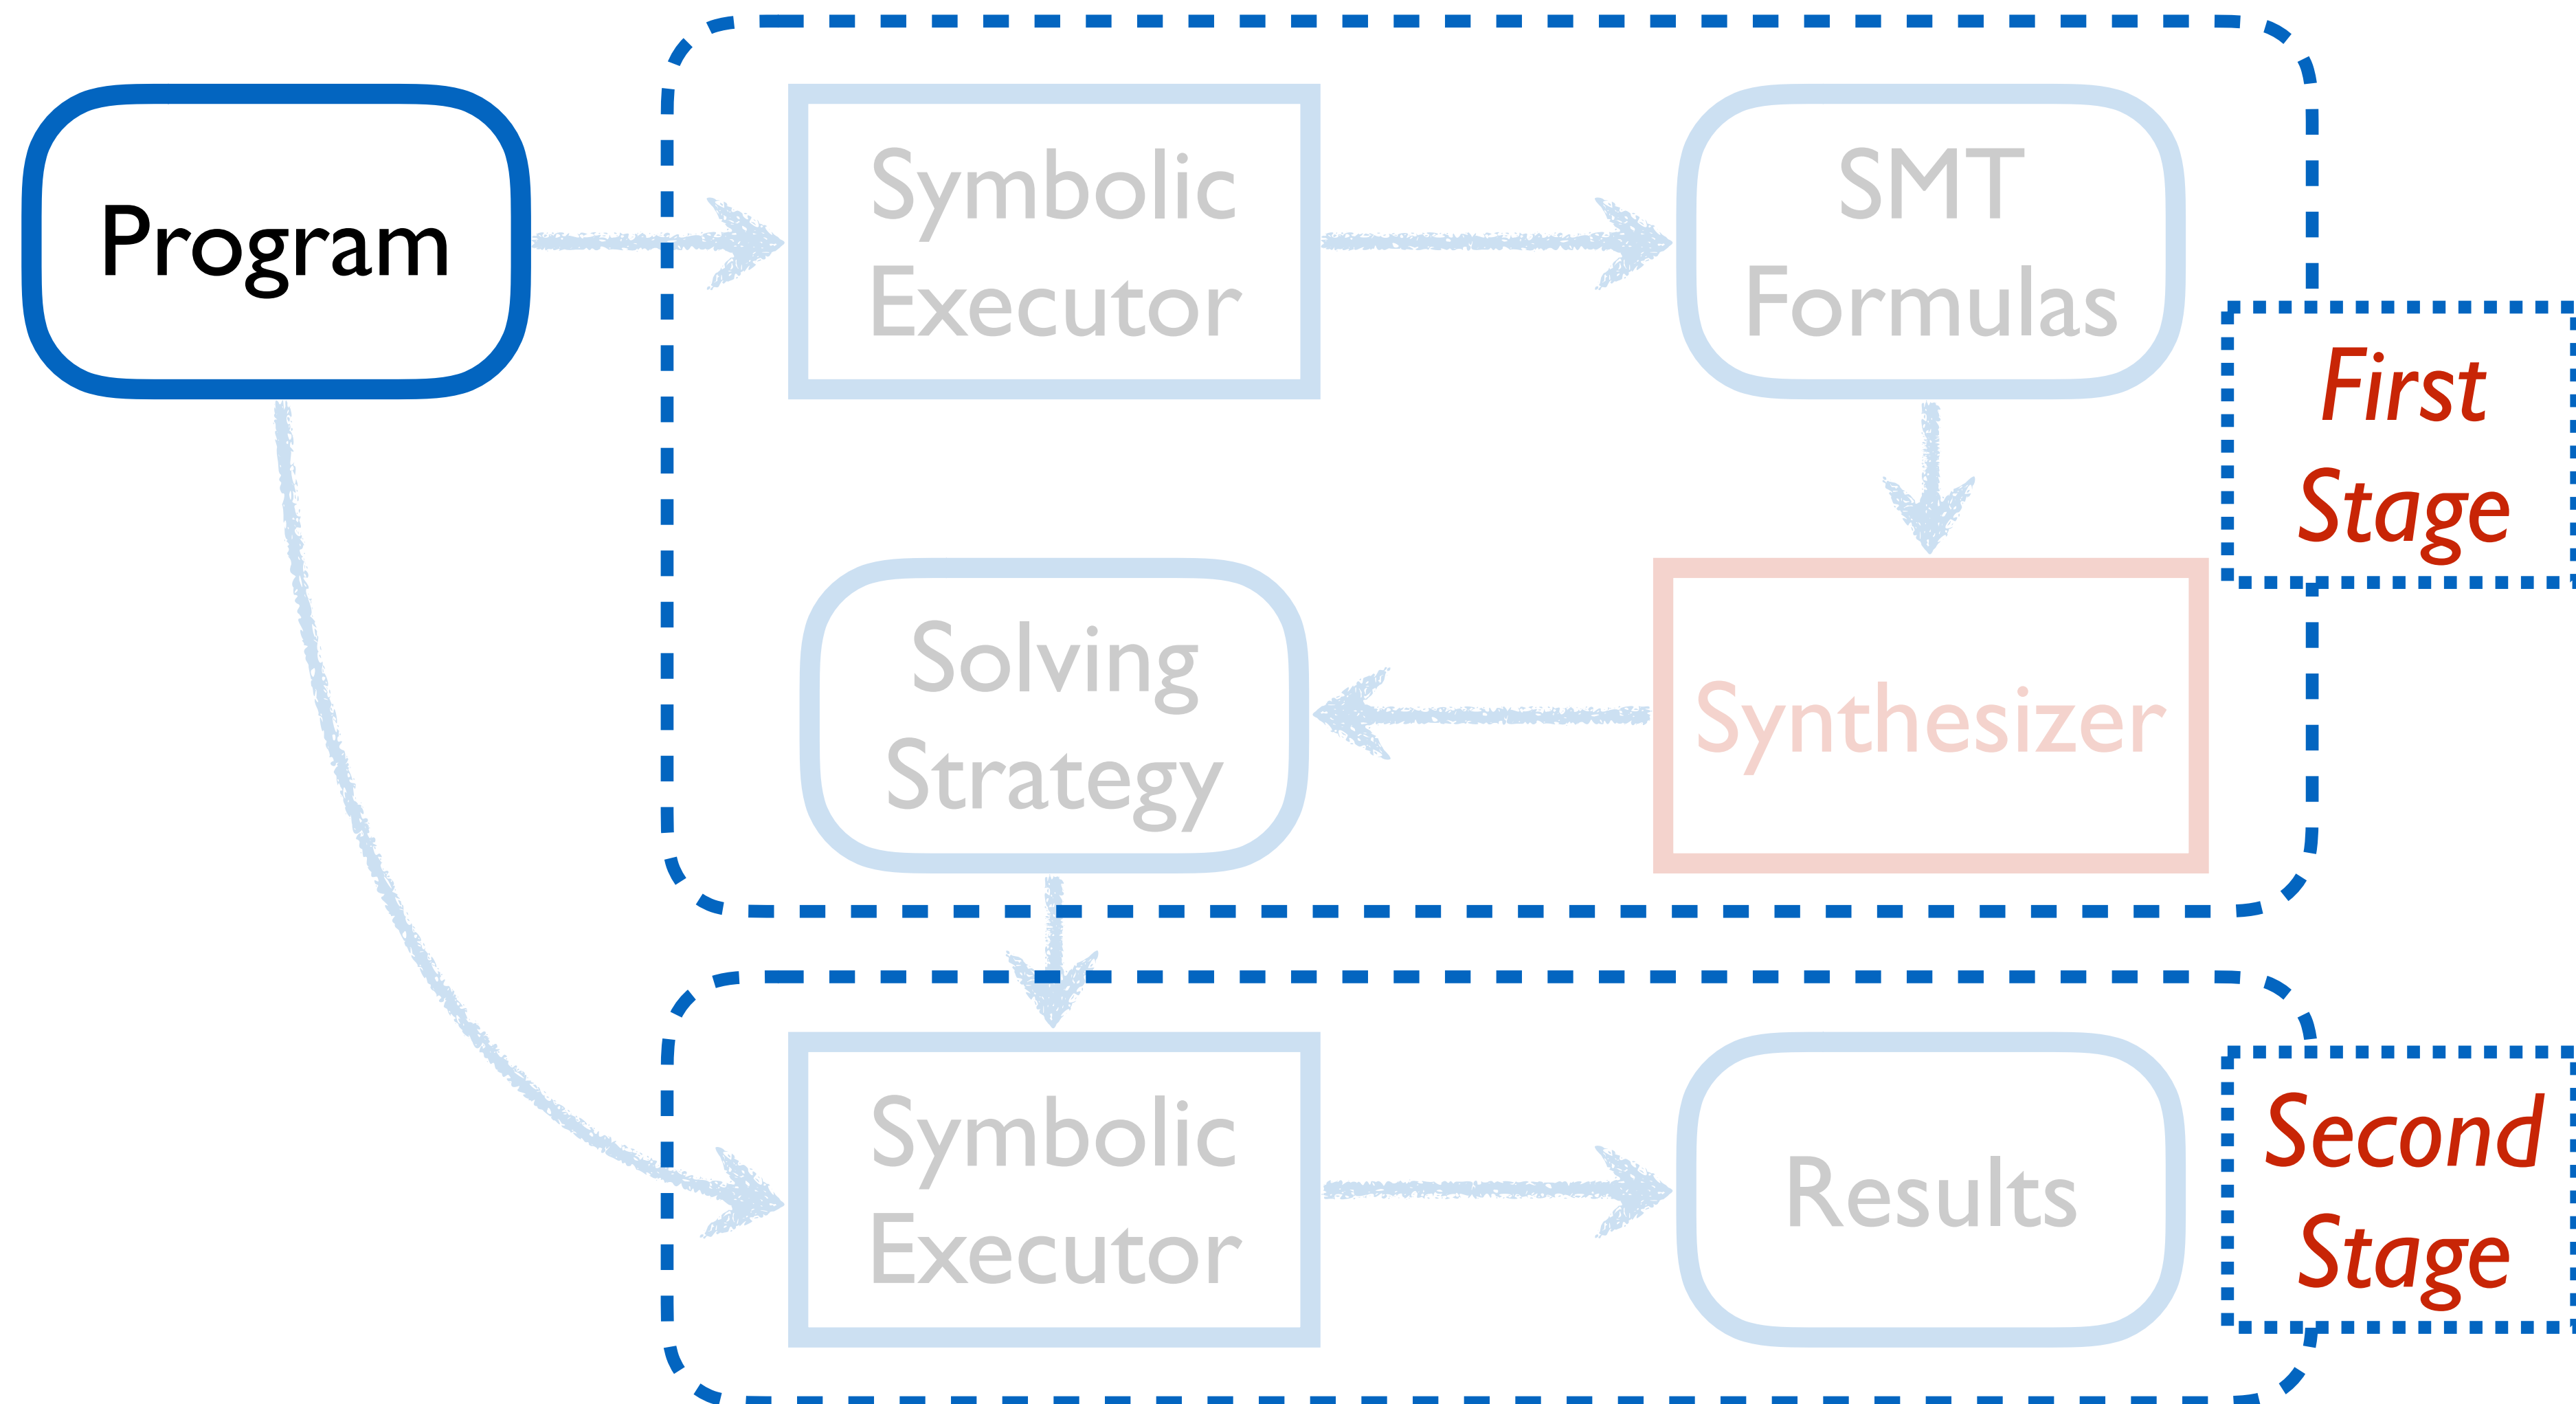 Program
Symbolic
Executor
SMT
Formulas
First
Stage
Solving
Strategy
Synthesizer
Symbolic
Executor
Results
Second
Stage